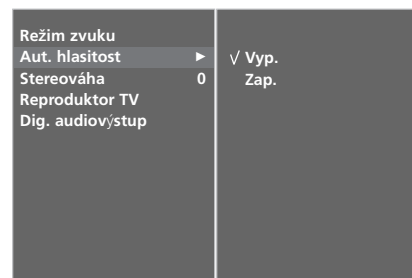 Režim zvuku
Aut. hlasitost ►
Stereováha 0
Reproduktor TV
Dig. audiovýstup
√ Vyp.
Zap.